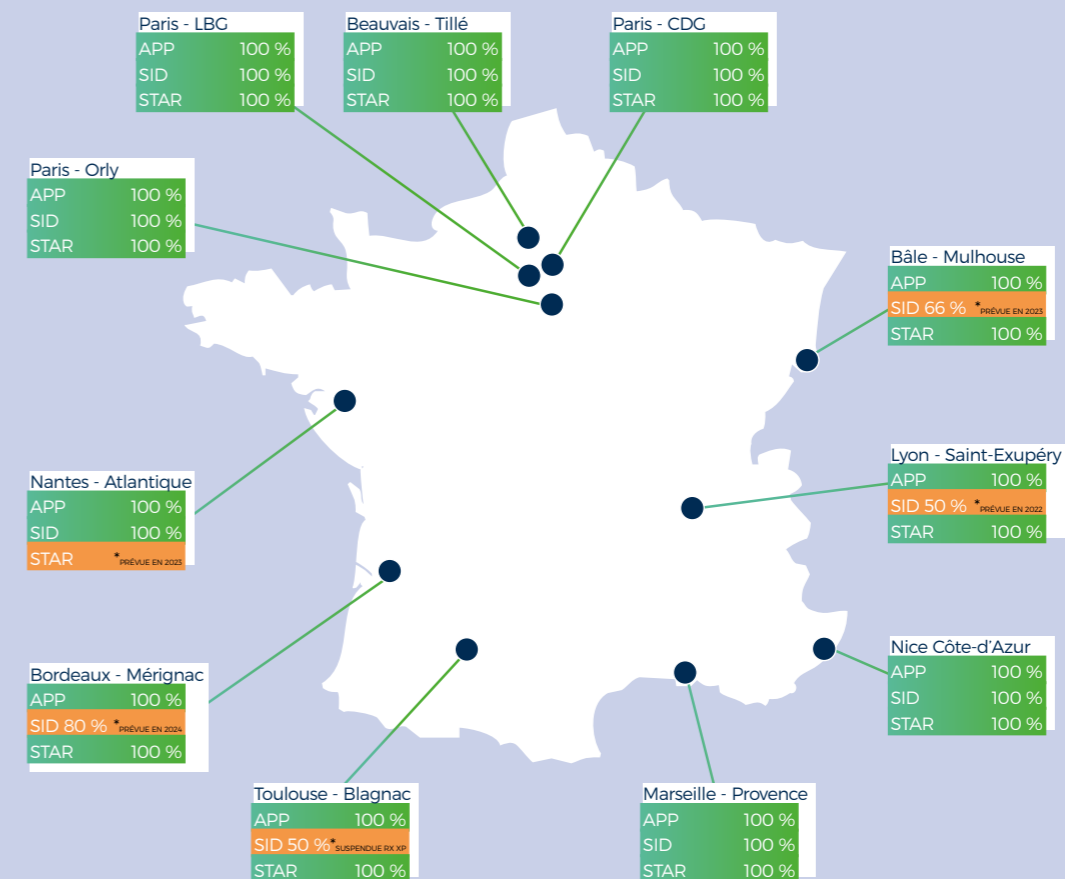 Paris - LBG
APP 100 %
SID 100 %
STAR 100 %
Beauvais - Tillé
APP 100 %
SID 100 %
STAR 100 %
Paris - CDG
APP 100 %
SID 100 %
STAR 100 %
Paris - Orly
APP 100 %
SID 100 %
STAR 100 %
Bâle - Mulhouse
APP 100 %
SID 66 % *PRÉVUE EN 2023
STAR 100 %
Lyon - Saint-Exupéry
APP 100 %
SID 50 % *PRÉVUE EN 2022
STAR 100 %
Nantes - Atlantique
APP 100 %
SID 100 %
STAR *PRÉVUE EN 2023
Nice Côte-d'Azur
APP 100 %
SID 100 %
STAR 100 %
Bordeaux - Mérignac
APP 100 %
SID 80 % *PRÉVUE EN 2024
STAR 100 %
Toulouse - Blagnac
APP 100 %
SID 50 %*SUSPENDUE RX XP
STAR 100 %
Marseille - Provence
APP 100 %
SID 100 %
STAR 100 %